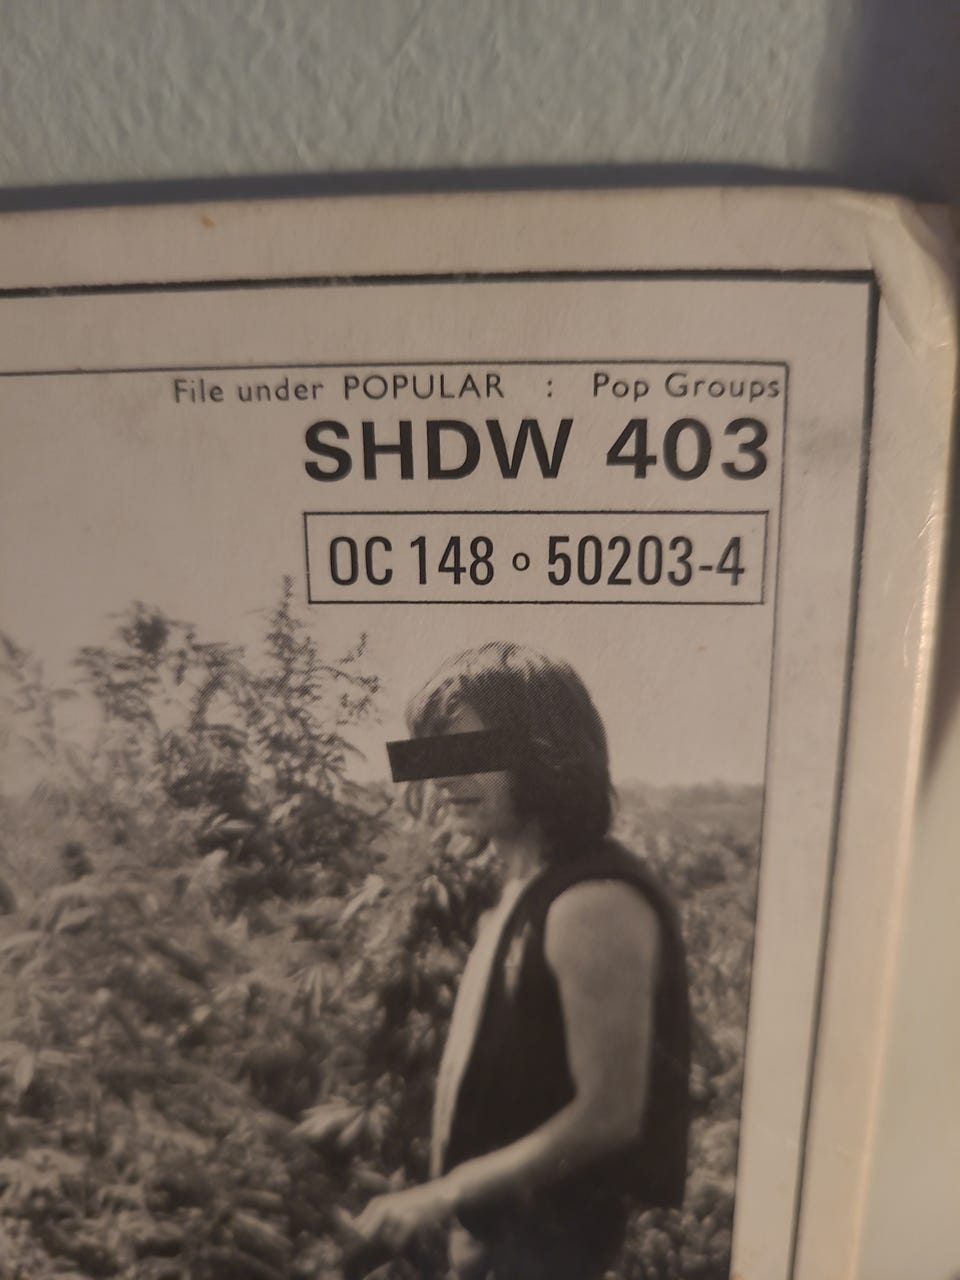 File under POPULAR : Pop Groups
SHDW 403
OC 148 o 50203-4